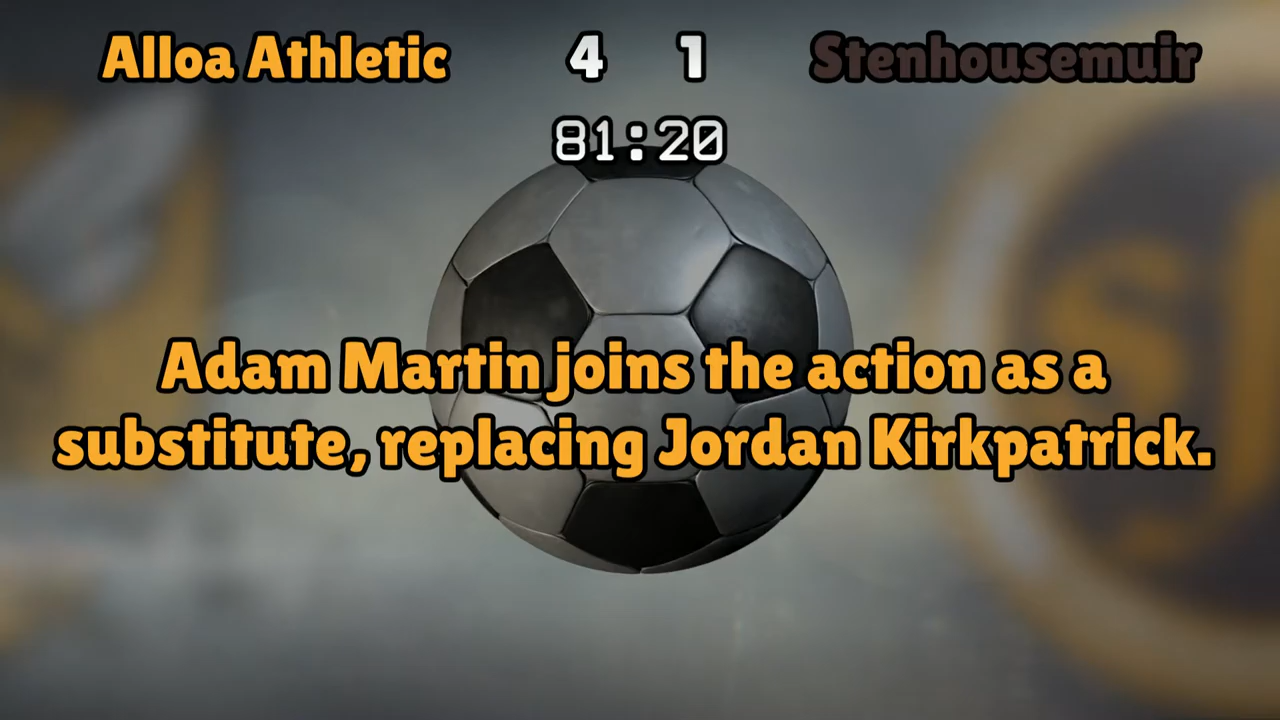 Alloa Athletic 4 1 Stenhousemuir
81:20
Adam Martin joins the action as a
substitute, replacing Jordan Kirkpatrick.